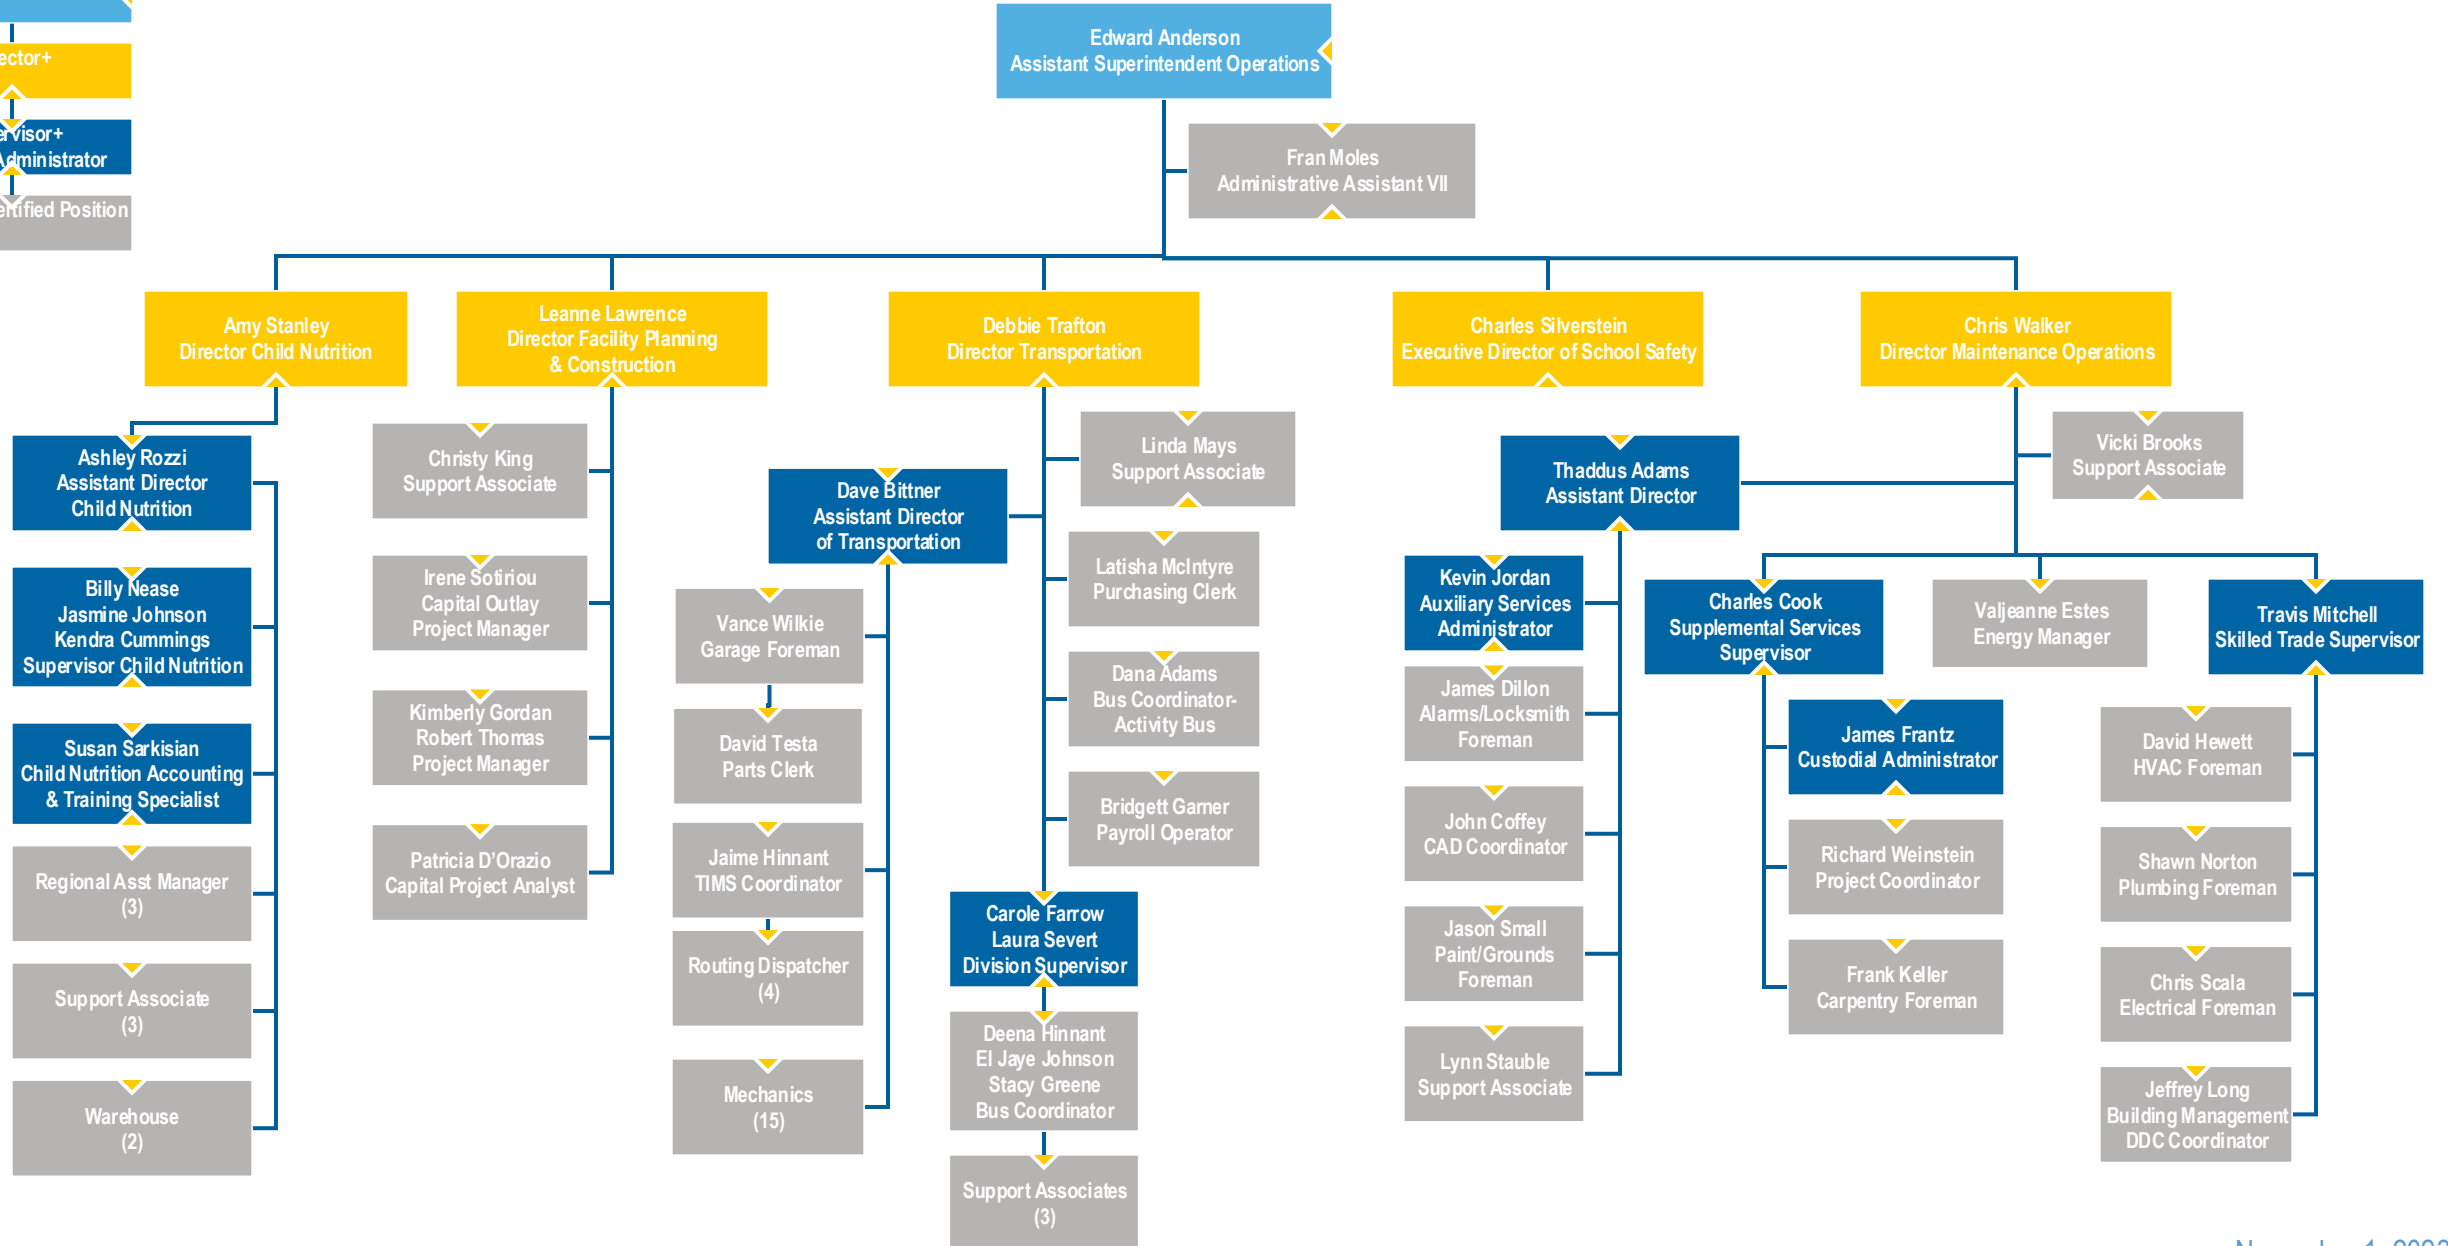 Edward Anderson
Assistant Superintendent Operations
Administrator
Position
Fran Moles
Administrative Assistant VII
Amy Stanley
Director Child Nutrition
Leanne Lawrence
Director Facility Planning
& Construction
Debbie Trafton
Director Transportation
Charles Silverstein
Executive Director of School Safety
Chris Walker
Director Maintenance Operations
Ashley Rozzi
Assistant Director
Child Nutrition
Billy Nease
Jasmine Johnson
Kendra Cummings
Supervisor Child Nutrition
Susan Sarkisian
Child Nutrition Accounting
& Training Specialist
Regional Asst Manager
(3)
Support Associate
(3)
Warehouse
(2)
Christy King
Support Associate
Irene Sotiriou
Capital Outlay
Project Manager
Kimberly Gordan
Robert Thomas
Project Manager
Patricia D’Orazio
Capital Project Analyst
Dave Bittner
Assistant Director
of Transportation
Vance Wilkie
Garage Foreman
David Testa
Parts Clerk
Jaime Hinnant
TIMS Coordinator
Routing Dispatcher
(4)
Mechanics
(15)
Linda Mays
Support Associate
Latisha McIntyre
Purchasing Clerk
Dana Adams
Bus Coordinator-
Activity Bus
Bridgett Garner
Payroll Operator
Carole Farrow
Laura Severt
Division Supervisor
Deena Hinnant
El Jaye Johnson
Stacy Greene
Bus Coordinator
Support Associates
(3)
Thaddus Adams
Assistant Director
Kevin Jordan
Auxiliary Services
Administrator
James Dillon
Alarms/Locksmith
Foreman
John Coffey
CAD Coordinator
Jason Small
Paint/Grounds
Foreman
Lynn Stauble
Support Associate
Vicki Brooks
Support Associate
Charles Cook
Supplemental Services
Supervisor
James Frantz
Custodial Administrator
Richard Weinstein
Project Coordinator
Frank Keller
Carpentry Foreman
Valjeanne Estes
Energy Manager
Travis Mitchell
Skilled Trade Supervisor
David Hewett
HVAC Foreman
Shawn Norton
Plumbing Foreman
Chris Scala
Electrical Foreman
Jeffrey Long
Building Management
DDC Coordinator